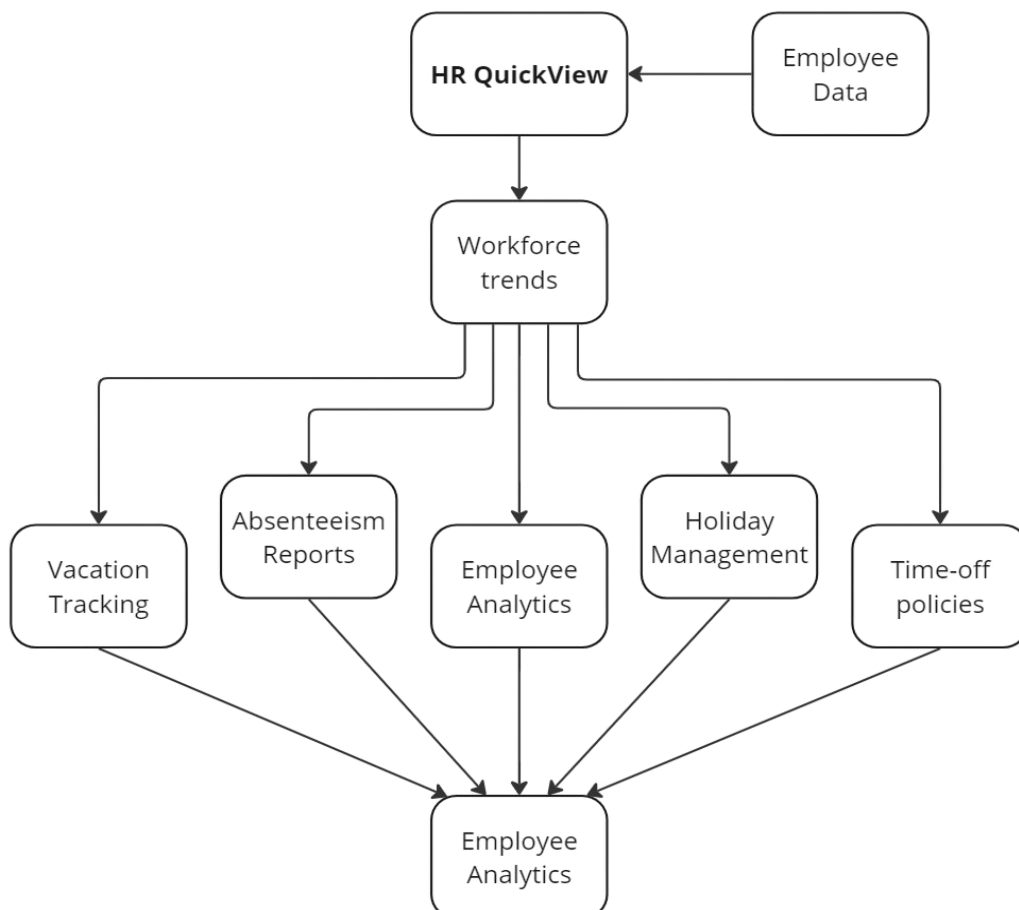 HR QuickView
Employee
Data
Workforce
trends
Vacation
Tracking
Absenteeism
Reports
Employee
Analytics
Holiday
Management
Time-off
policies
Employee
Analytics